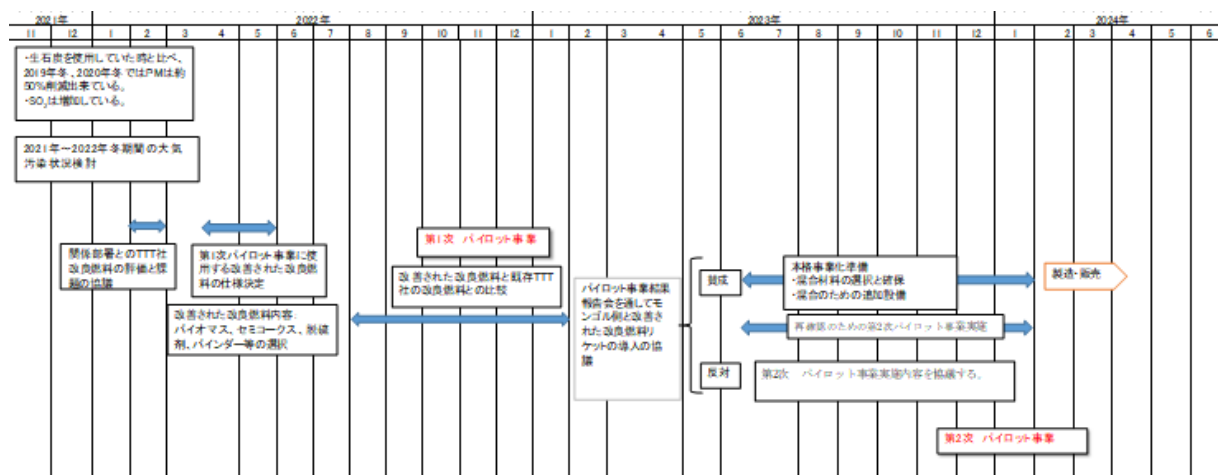 2021年 2022年 2023年 2024年
11 12 1 2 3 4 5 6 7 8 9 10 11 12 1 2 3 4 5 6 7 8 9 10 11 12 1 2 3 4 5 6
・生石炭を使用していた時と比べ、
2019年冬、2020年冬ではPMは約
50%削減出来ている。
・SO₂は増加している。
2021年～2022年冬期間の大気
汚染状況検討
関係部署とのTTT社
改良燃料の評価と課
題の協議
第1次パイロット事業に使
用する改善された改良燃
料の仕様決定
改善された改良燃料内容:
バイオマス、セミコークス、脱硫
剤、バインダー等の選択
第1次 パイロット事業
改善された改良燃料と既存TTT
社の改良燃料との比較
パイロット事業結果
報告会を通してモ
ンゴル側と改善さ
れた改良燃料リ
ケットの導入の協
議
賛成
反対
本格事業化準備
・混合材料の選択と確保
・混合のための追加設備
再確認のための第2次パイロット事業実施
第2次 パイロット事業実施内容を協議する。
製造・販売
第2次 パイロット事業